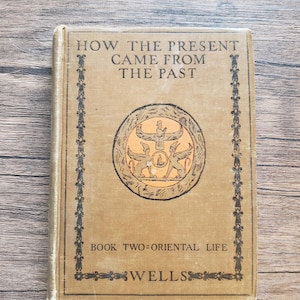 HOW THE PRESENT
CAME FROM
THE PAST
BOOK TWO=ORIENTAL LIFE
WELLS